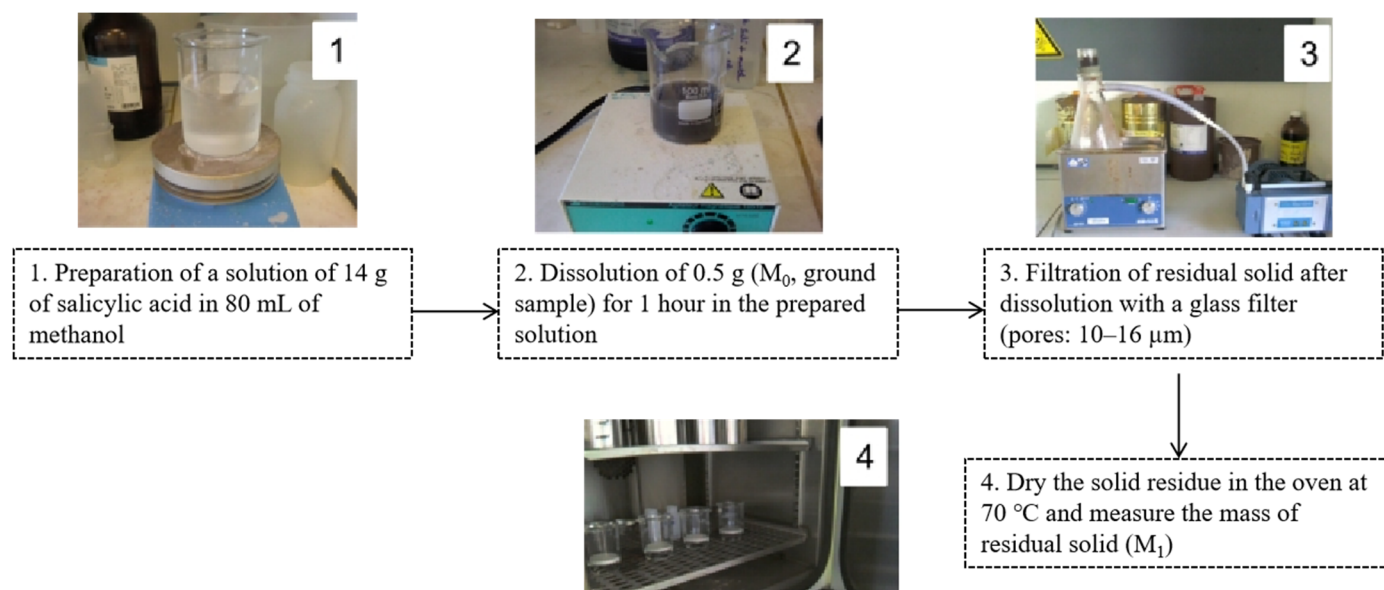 1
2
3
500 ml
1. Preparation of a solution of 14 g
of salicylic acid in 80 mL of
methanol
2. Dissolution of 0.5 g (M₀, ground
sample) for 1 hour in the prepared
solution
3. Filtration of residual solid after
dissolution with a glass filter
(pores: 10–16 μm)
4
4. Dry the solid residue in the oven at
70 °C and measure the mass of
residual solid (M₁)